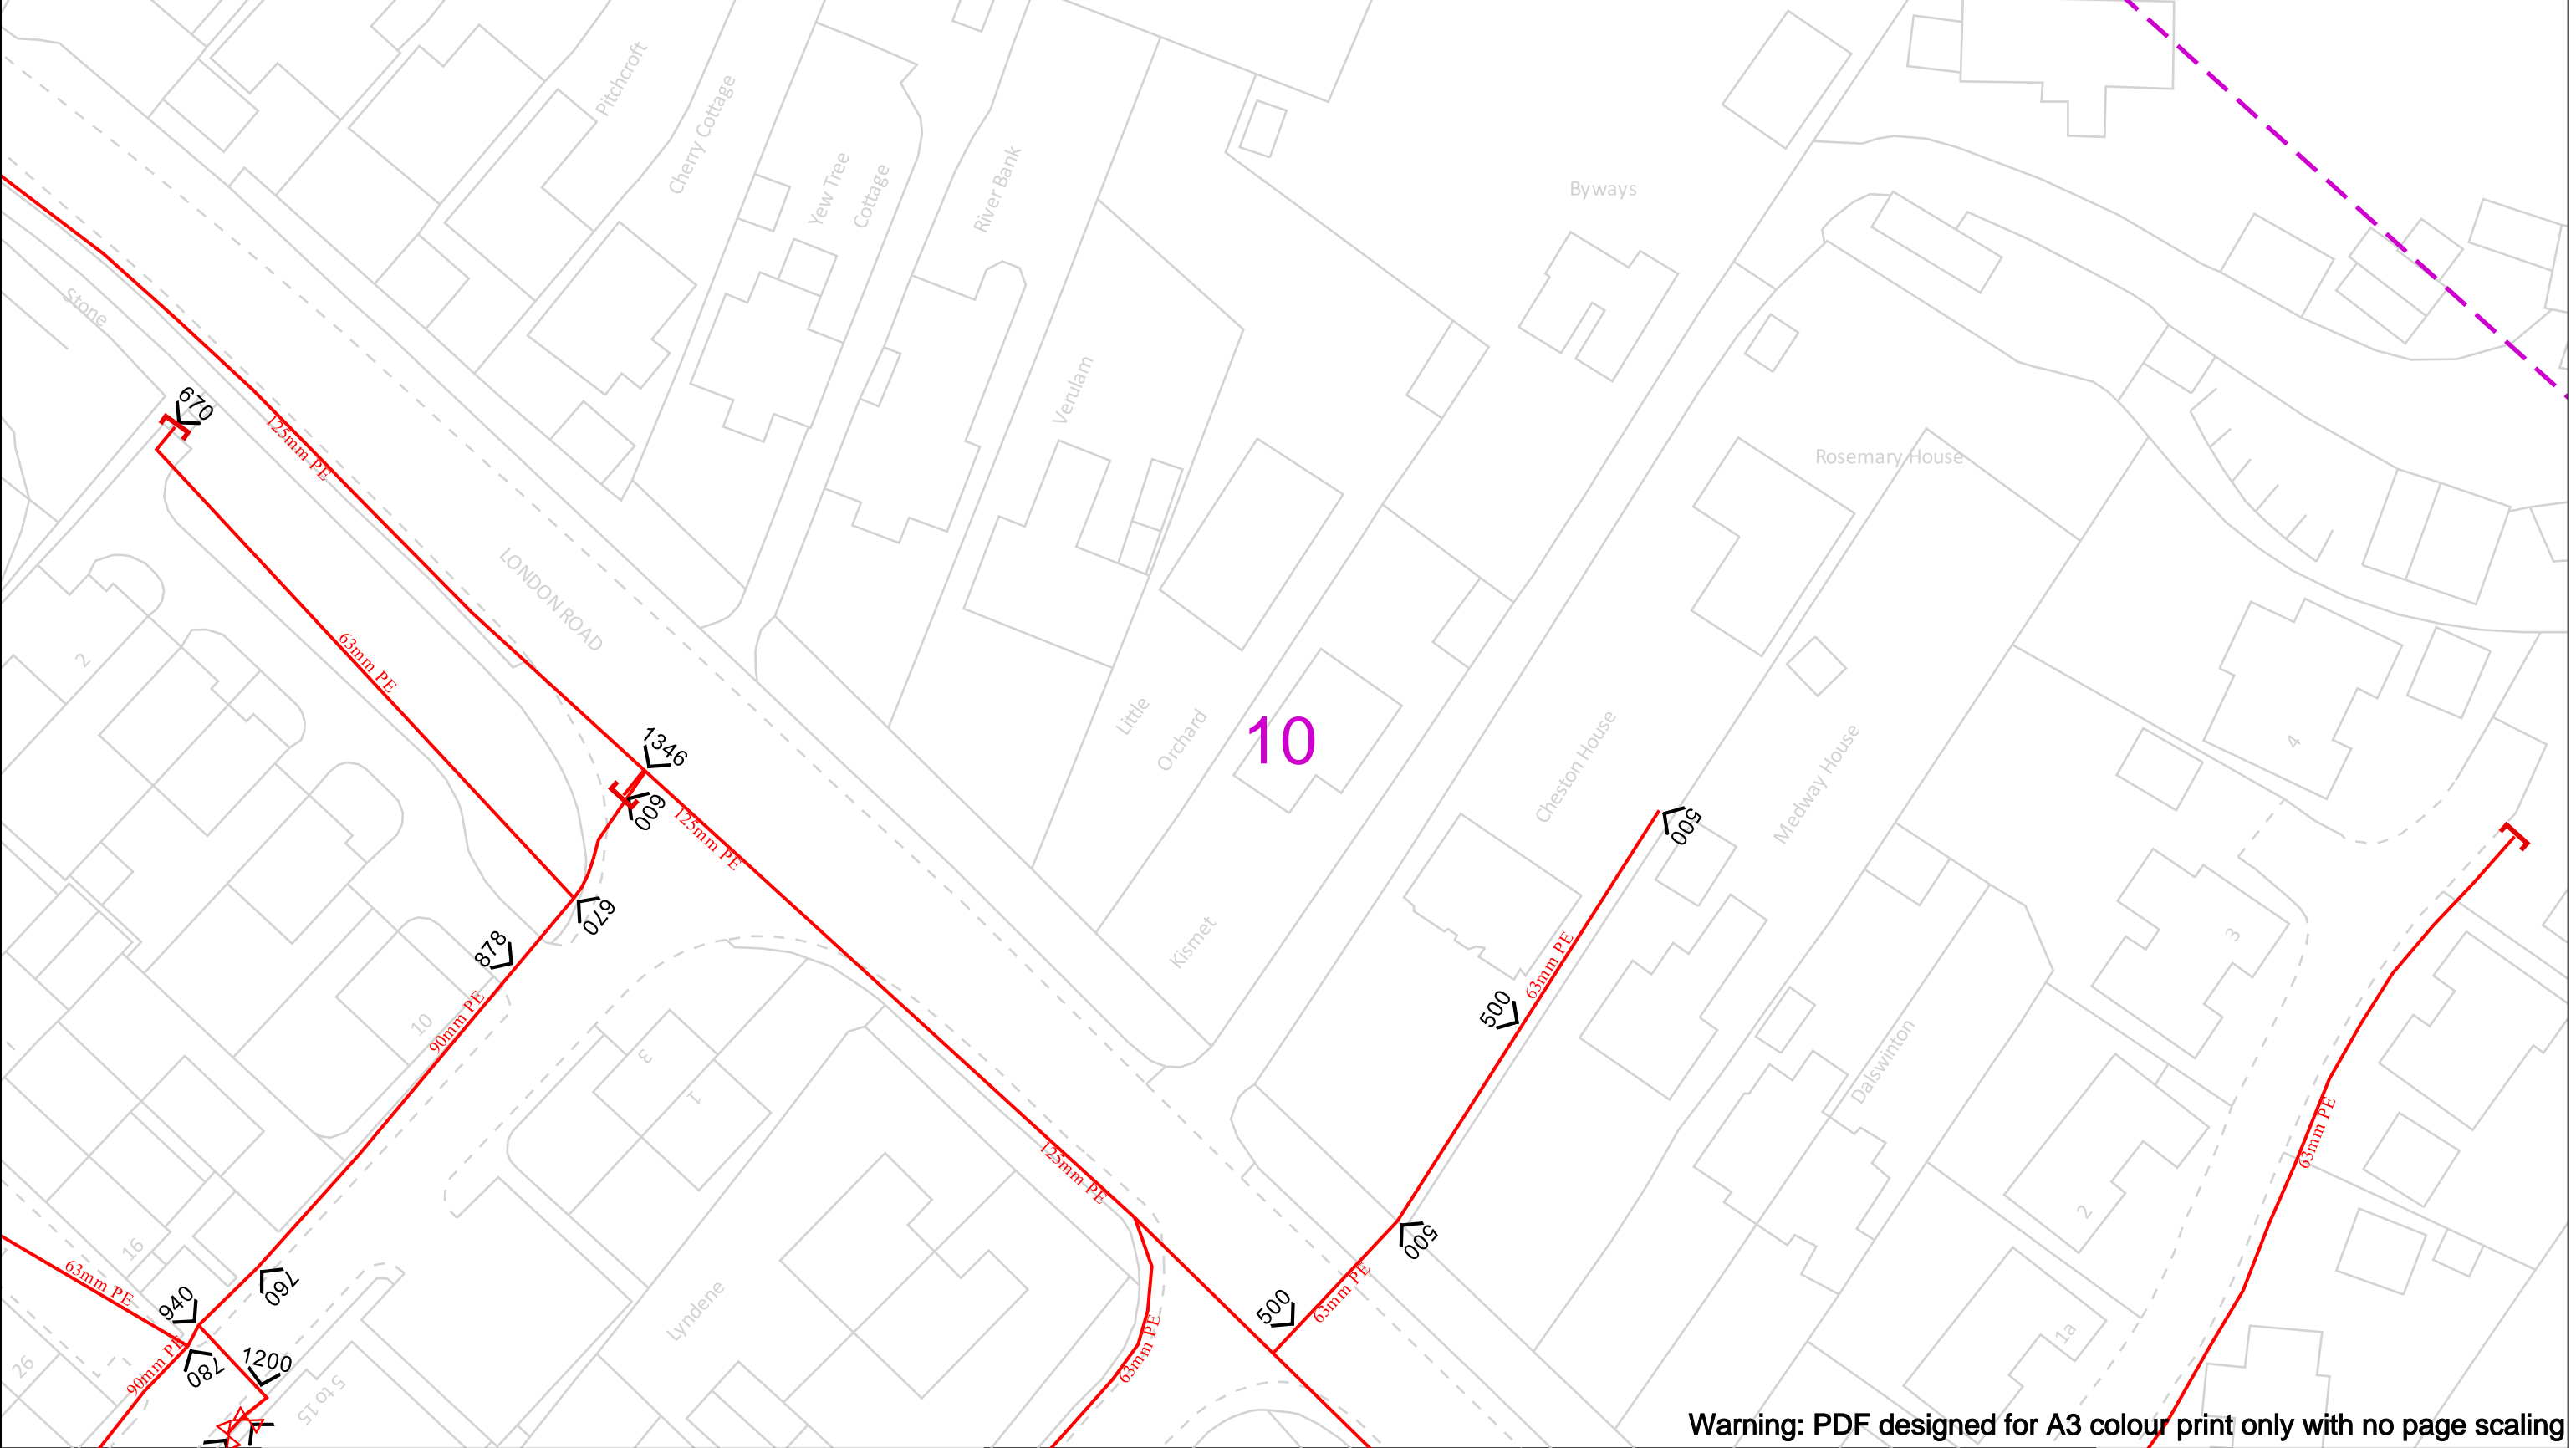 Pitchcroft
Cherry Cottage
Yew Tree
Cottage
River Bank
Byways
Stone
670
125mm PE
Verulam
Rosemary House
LONDON ROAD
2
63mm PE
1346
600
125mm PE
Little
Orchard
10
Cheston House
Medway House
4
500
670
878
Kismet
63mm PE
500
3
90mm PE
10
3
1
Dalswinton
125mm PE
63mm PE
2
16
500
63mm PE
760
940
500
63mm PE
Lyndene
63mm PE
1a
26
90mm PE
780
1200
5 to 15
Warning: PDF designed for A3 colour print only with no page scaling